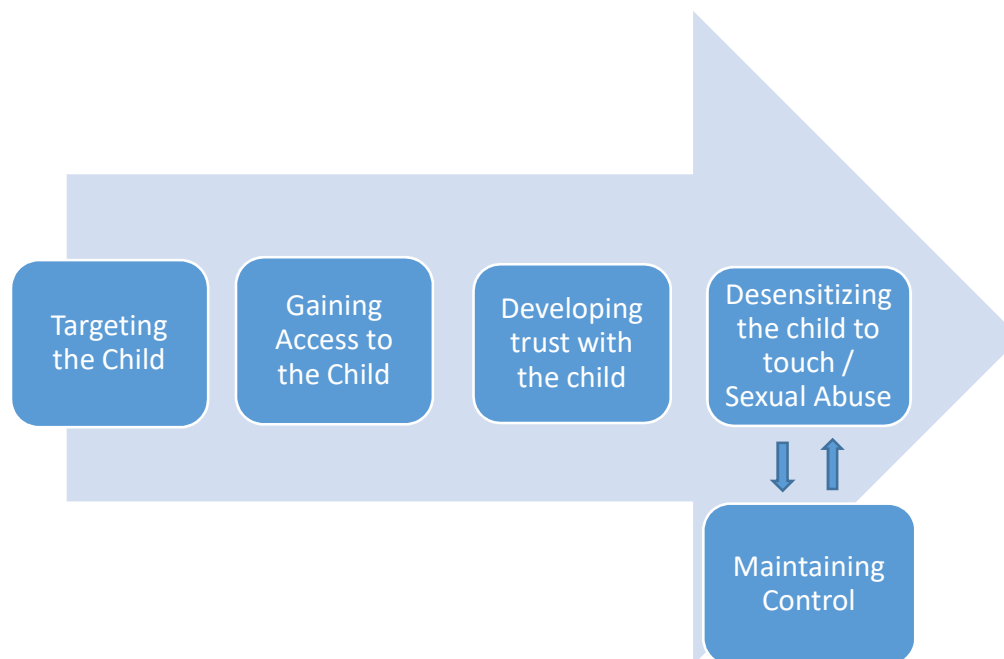 Targeting
the Child
Gaining
Access to
the Child
Developing
trust with
the child
Desensitizing
the child to
touch /
Sexual Abuse
Maintaining
Control